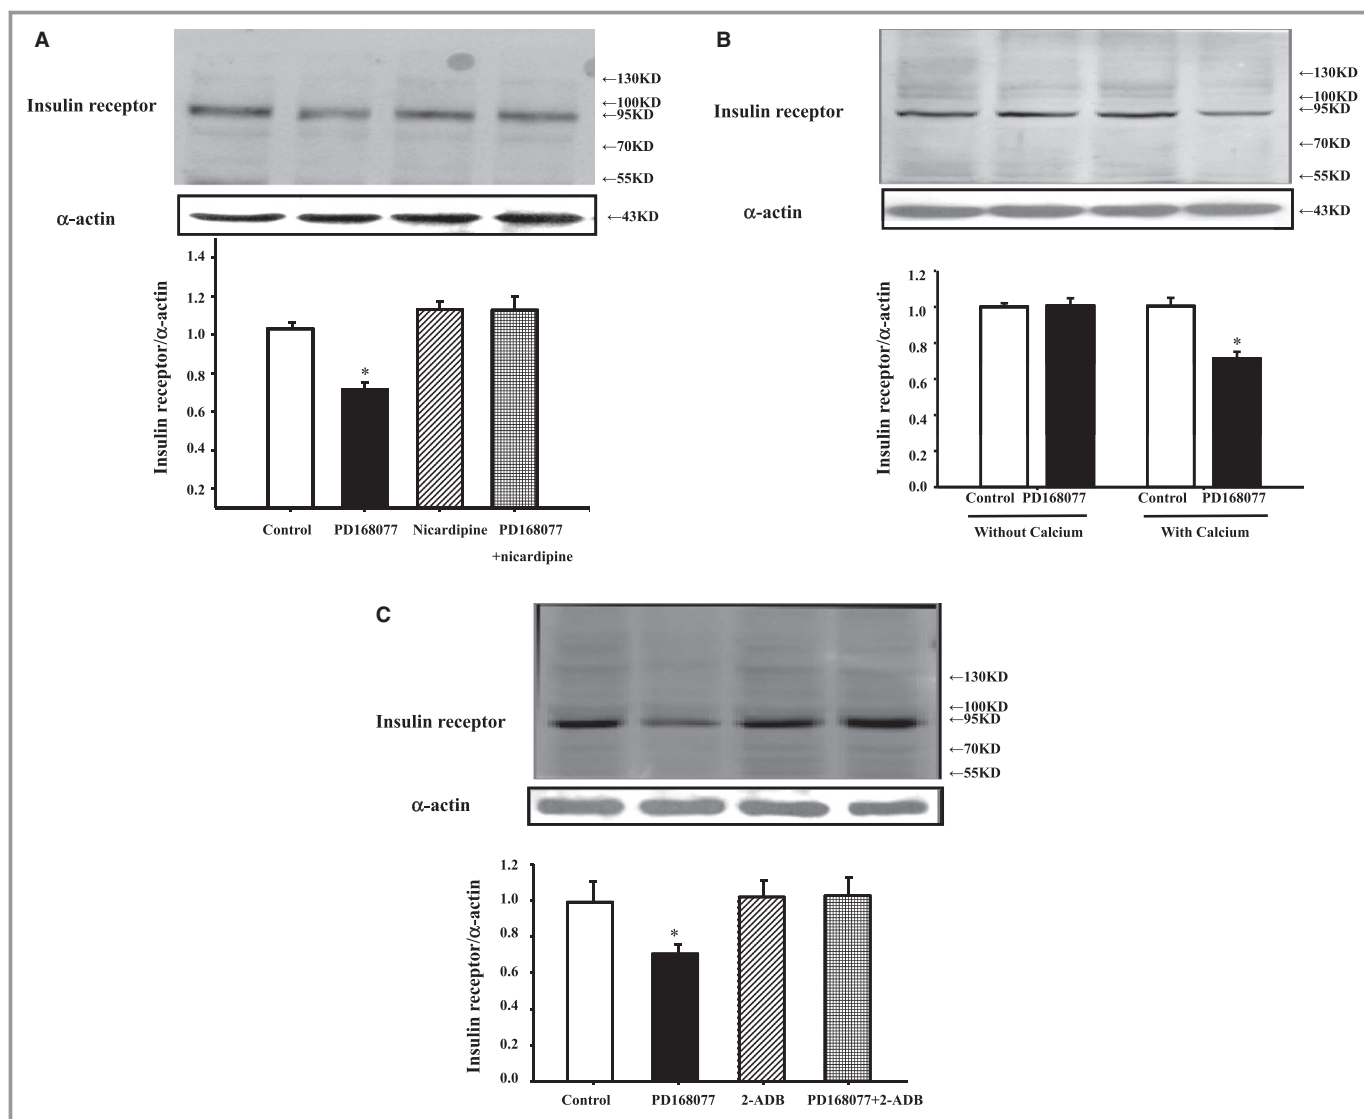 A
Insulin receptor
←130KD
←100KD
←95KD
←70KD
←55KD
α-actin
←43KD
Insulin receptor/α-actin
1.4
1.2
1.0
0.8
0.6
0.4
0.2
*
Control PD168077 Nicardipine PD168077
+nicardipine
B
Insulin receptor
←130KD
←100KD
←95KD
←70KD
←55KD
α-actin
←43KD
Insulin receptor/α-actin
1.2
1.0
0.8
0.6
0.4
0.2
0.0
*
Control PD168077 Control PD168077
Without Calcium With Calcium
C
Insulin receptor
←130KD
←100KD
←95KD
←70KD
←55KD
α-actin
Insulin receptor/α-actin
1.2
1.0
0.8
0.6
0.4
0.2
0.0
*
Control PD168077 2-ADB PD168077+2-ADB